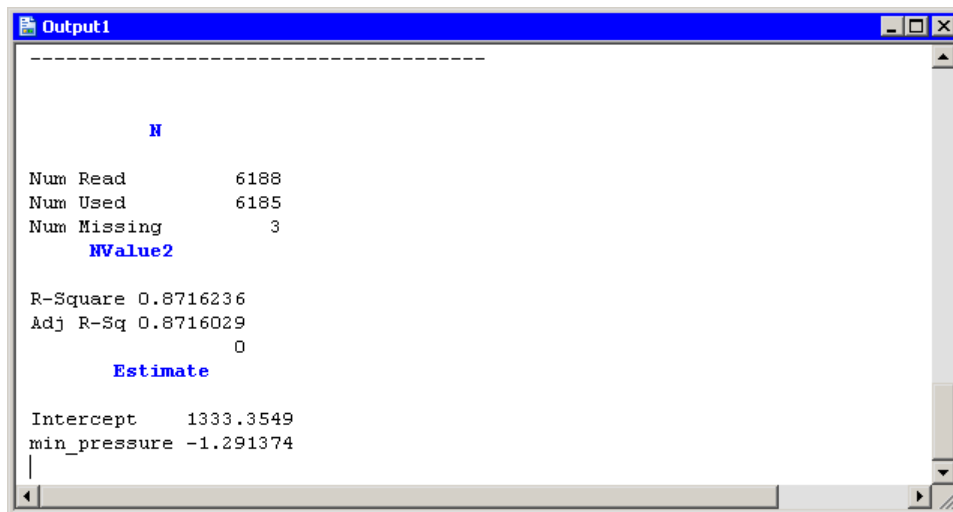 Output1
--------------------------------------
N
Num Read 6188
Num Used 6185
Num Missing 3
NValue2
R-Square 0.8716236
Adj R-Sq 0.8716029
0
Estimate
Intercept 1333.3549
min_pressure -1.291374